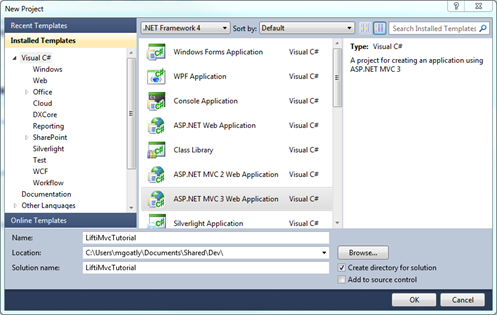 New Project
Recent Templates
Installed Templates
Visual C#
Windows
Web
Office
Cloud
DXCore
Reporting
SharePoint
Silverlight
Test
WCF
Workflow
Documentation
Other Languages
Online Templates
.NET Framework 4 Sort by: Default Search Installed Templates
Windows Forms Application Visual C#
WPF Application Visual C#
Console Application Visual C#
ASP.NET Web Application Visual C#
Class Library Visual C#
ASP.NET MVC 2 Web Application Visual C#
ASP.NET MVC 3 Web Application Visual C#
Silverlight Application Visual C#
Type: Visual C#
A project for creating an application using
ASP.NET MVC 3
Name: LiftiMvcTutorial
Location: C:\Users\mgoatly\Documents\Shared\Dev\ Browse...
Solution name: LiftiMvcTutorial
Create directory for solution
Add to source control
OK Cancel